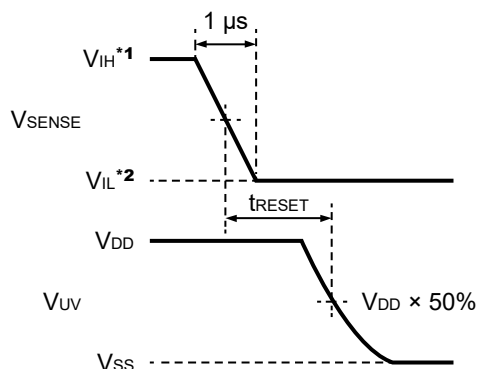 1 μs
VIH*1
VSENSE
VIL*2
tRESET
VDD
VUV
VDD × 50%
VSS